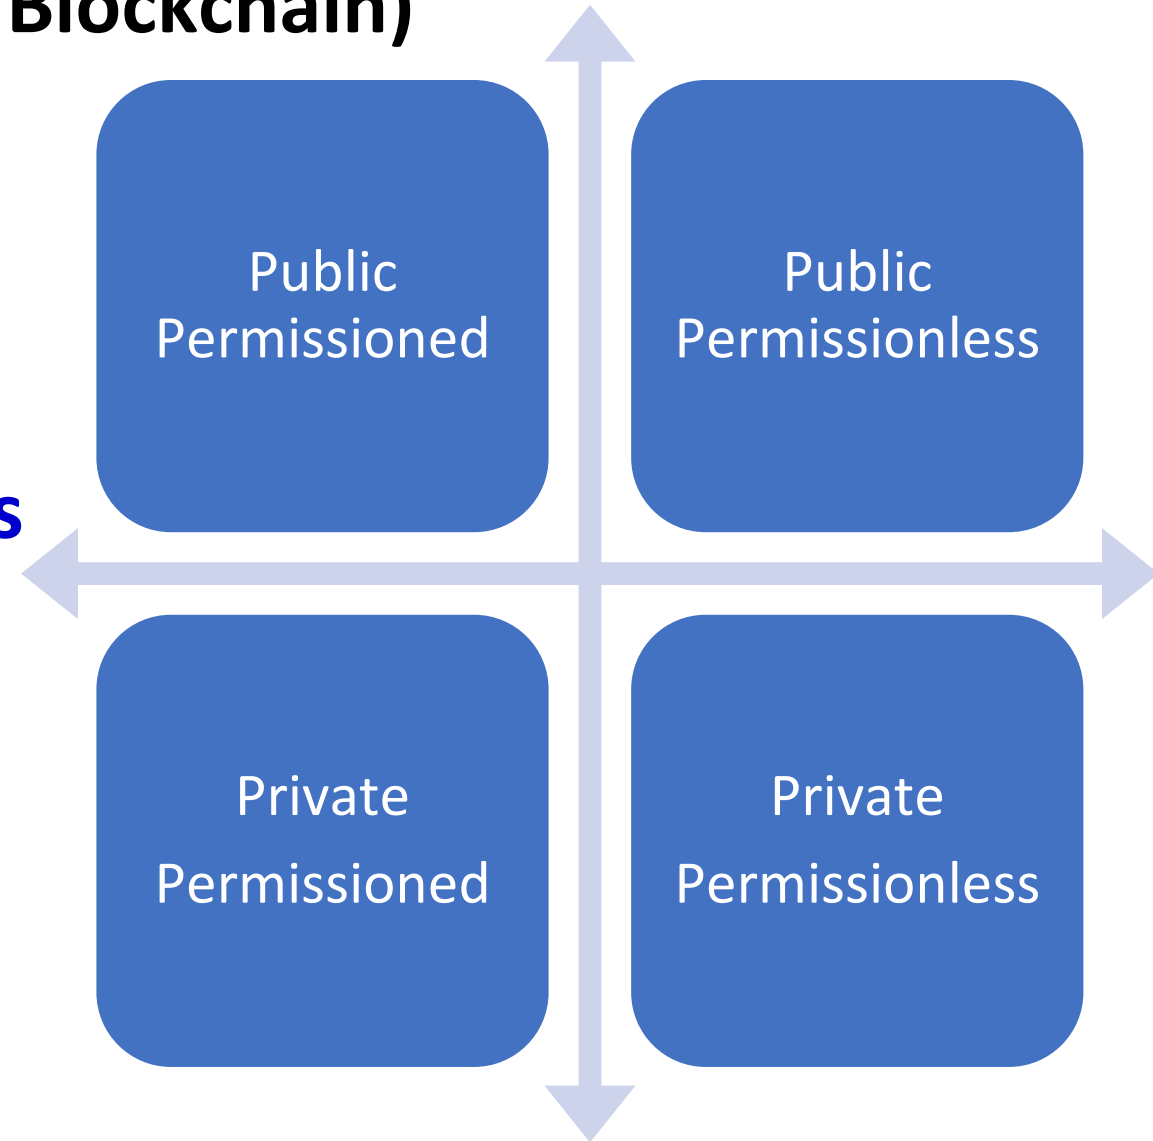 Blockchain)
Public
Permissioned
Public
Permissionless
s
Private
Permissioned
Private
Permissionless